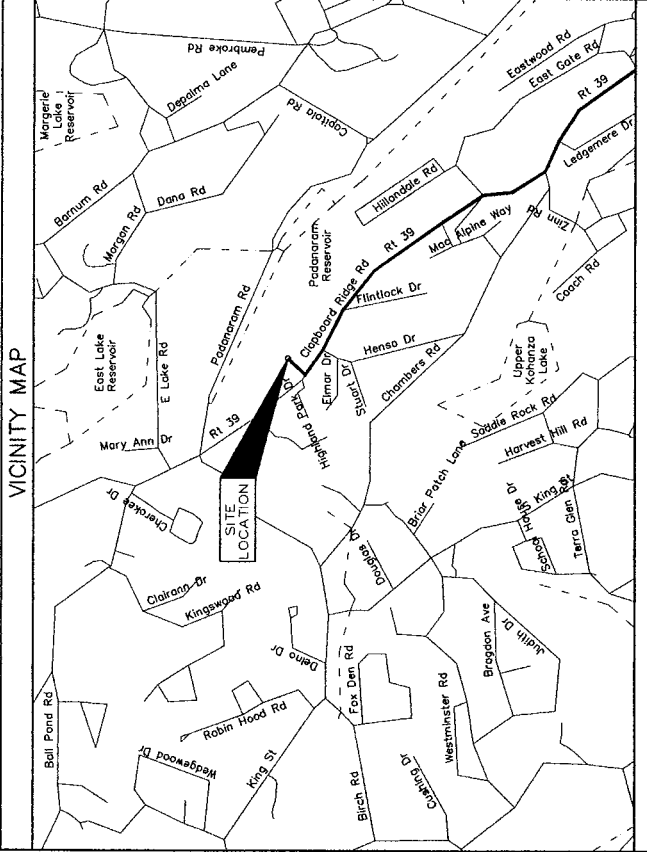 VICINITY MAP
Ball Pond Rd
Wedgewood Dr
Robin Hood Rd
King St
Birch Rd
Cushing Dr
Fox Den Rd
Westminster Rd
Delno Dr
Clairann Dr
Kingswood Rd
Cherokee Dr
Mary Ann Dr
E Lake Rd
East Lake
Reservoir
Morgan Rd
Barnum Rd
Dana Rd
Margerie
Lake
Reservoir
Depalma Lane
Pembroke Rd
Capitola Rd
Padanaram Rd
Padanaram
Reservoir
Rt 39
SITE
LOCATION
Highland Park Dr
Clapboard Ridge Rd
Elmar Dr
Stuart Dr
Henso Dr
Flintlock Dr
Chambers Rd
Rt 39
Hillandale Rd
Mac Alpine Way
Zinn Rd
Coach Rd
Eastwood Rd
East Gate Rd
Rt 39
Ledgemere Dr
Upper
Kohanza
Lake
Saddle Rock Rd
Harvest Hill Rd
King St
Terra Glen Rd
School House Dr
Briar Patch Lane
Douglas Dr
Bragdon Ave
Judith Dr